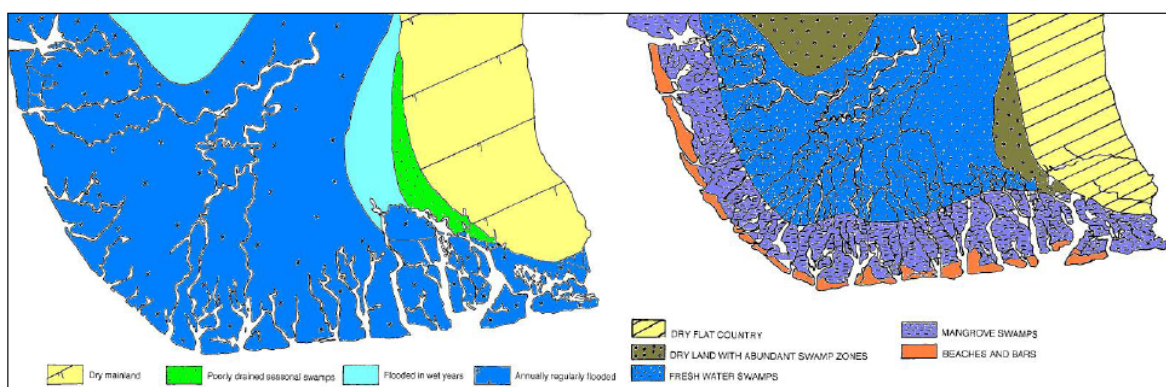 Dry mainland
Poorly drained seasonal swamps
Flooded in wet years
Annually regularly flooded
DRY FLAT COUNTRY
DRY LAND WITH ABUNDANT SWAMP ZONES
FRESH WATER SWAMPS
MANGROVE SWAMPS
BEACHES AND BARS